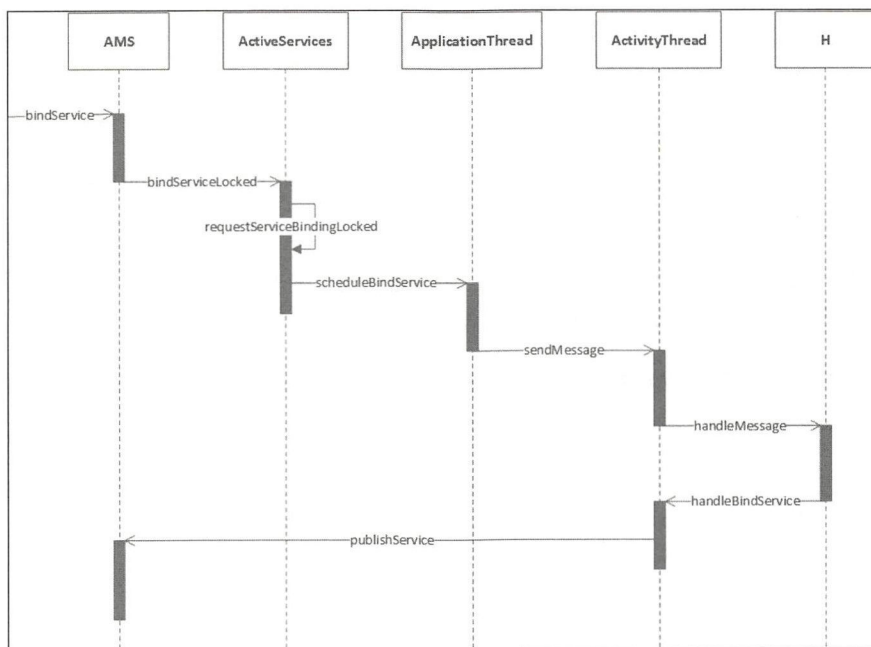 AMS
ActiveServices
ApplicationThread
ActivityThread
H
bindService
bindServiceLocked
requestServiceBindingLocked
scheduleBindService
sendMessage
handleMessage
handleBindService
publishService